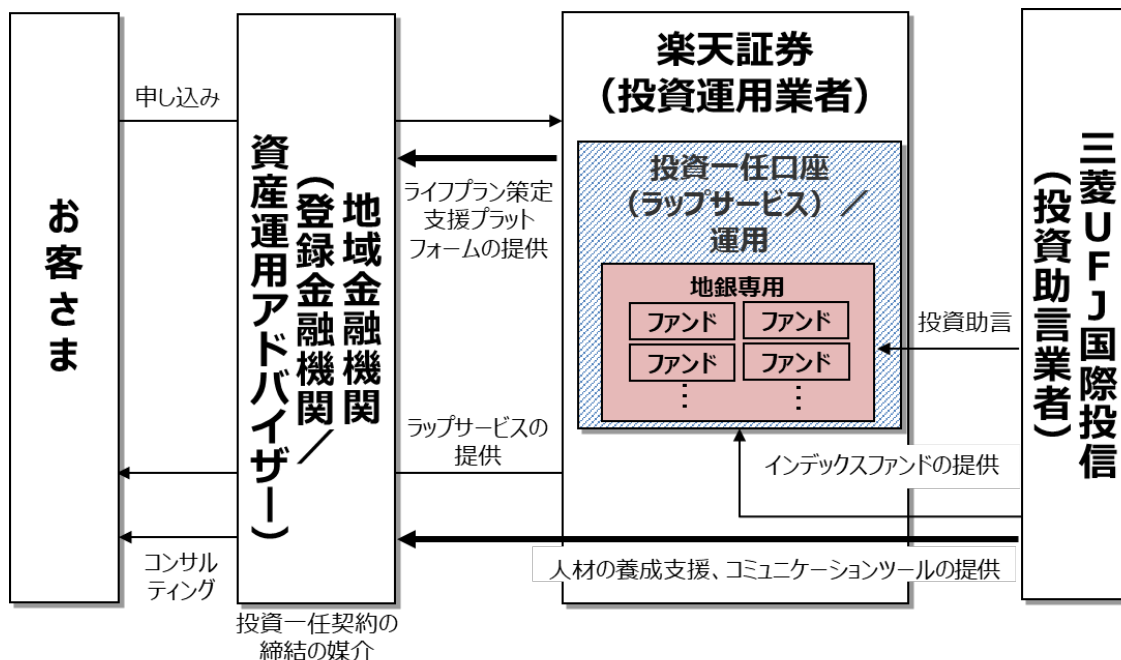 お客さま
申し込み
コンサル
ティング
地域金融機関
（登録金融機関／
資産運用アドバイザー）
投資一任契約の
締結の媒介
ライフプラン策定
支援プラット
フォームの提供
ラップサービスの
提供
楽天証券
（投資運用業者）
投資一任口座
（ラップサービス）／
運用
地銀専用
ファンド
ファンド
ファンド
ファンド
⋮
⋮
投資助言
インデックスファンドの提供
人材の養成支援、コミュニケーションツールの提供
三菱ＵＦＪ国際投信
（投資助言業者）